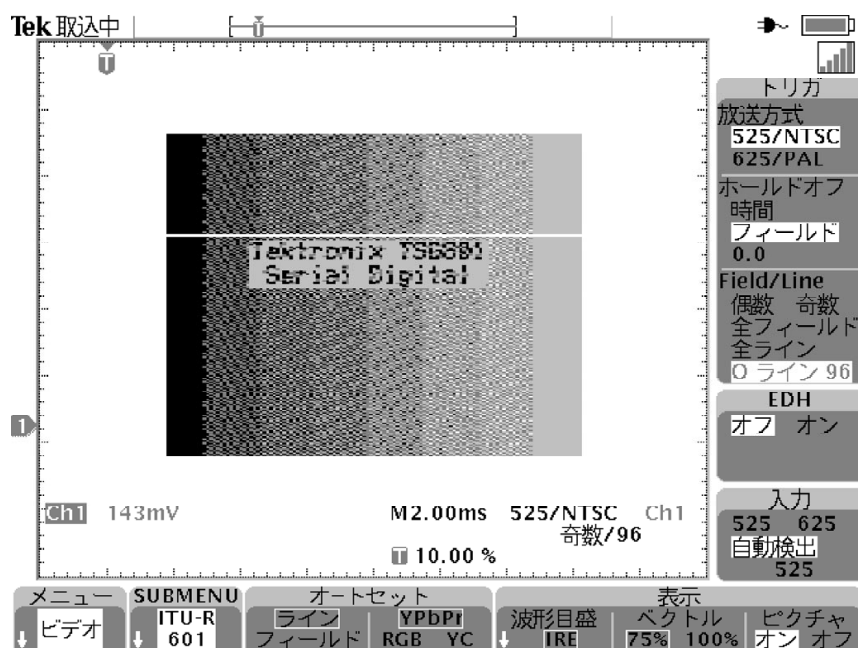 Tek 取込中
T
T
トリガ
放送方式
525/NTSC
625/PAL
ホールドオフ
時間
フィールド
0.0
Field/Line
偶数 奇数
全フィールド
全ライン
O ライン 96
EDH
オフ オン
入力
525 625
自動検出
525
Tektronix TSG601
Serial Digital
1
Ch1 143mV M2.00ms 525/NTSC Ch1
奇数/96
T 10.00 %
メニュー
ビデオ
SUBMENU
ITU-R
601
オートセット
ライン YPbPr
フィールド RGB YC
表示
波形目盛 ベクトル ピクチャ
IRE 75% 100% オン オフ